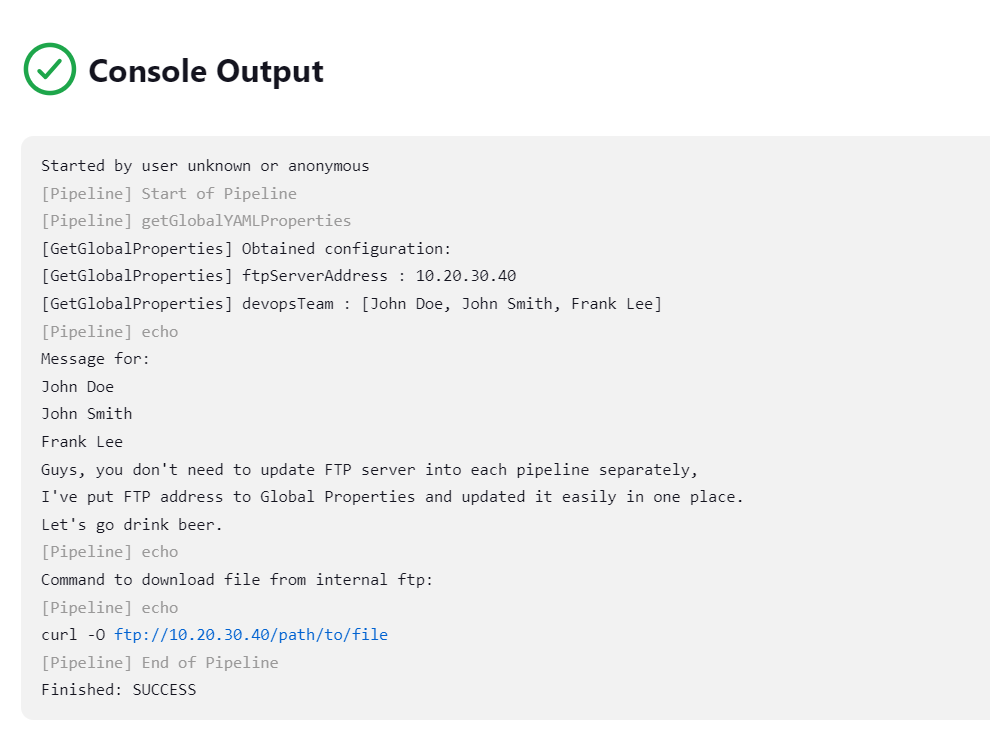 Console Output
Started by user unknown or anonymous
[Pipeline] Start of Pipeline
[Pipeline] getGlobalYAMLProperties
[GetGlobalProperties] Obtained configuration:
[GetGlobalProperties] ftpServerAddress : 10.20.30.40
[GetGlobalProperties] devopsTeam : [John Doe, John Smith, Frank Lee]
[Pipeline] echo
Message for:
John Doe
John Smith
Frank Lee
Guys, you don't need to update FTP server into each pipeline separately,
I've put FTP address to Global Properties and updated it easily in one place.
Let's go drink beer.
[Pipeline] echo
Command to download file from internal ftp:
[Pipeline] echo
curl -O ftp://10.20.30.40/path/to/file
[Pipeline] End of Pipeline
Finished: SUCCESS